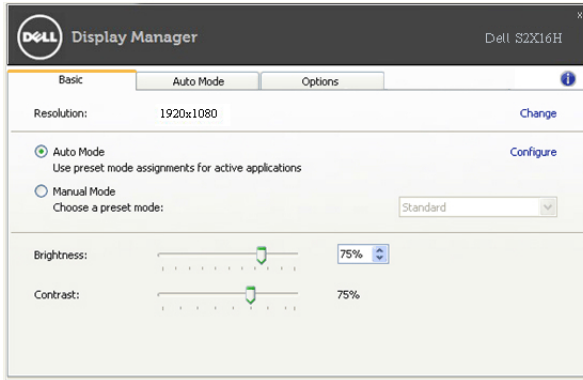 DELL Display Manager
Dell S2X16H
x
Basic Auto Mode Options
Resolution: 1920x1080 Change
Auto Mode Configure
Use preset mode assignments for active applications
Manual Mode
Choose a preset mode: Standard
Brightness: 75%
Contrast: 75%